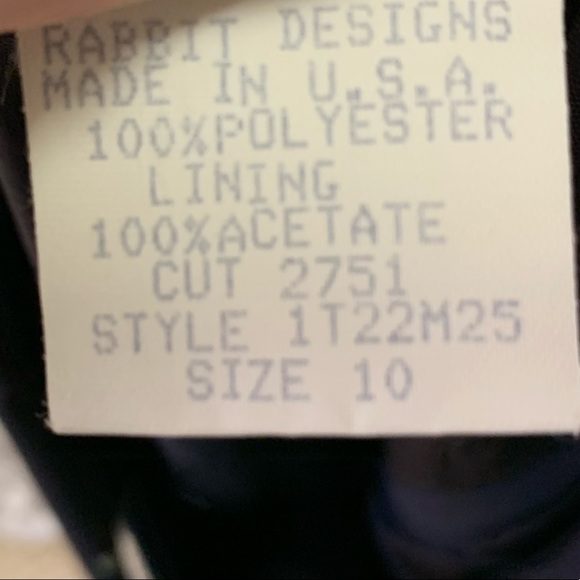 RABBIT DESIGNS
MADE IN U.S.A.
100%POLYESTER
LINING
100%ACETATE
CUT 2751
STYLE 1T22M25
SIZE 10